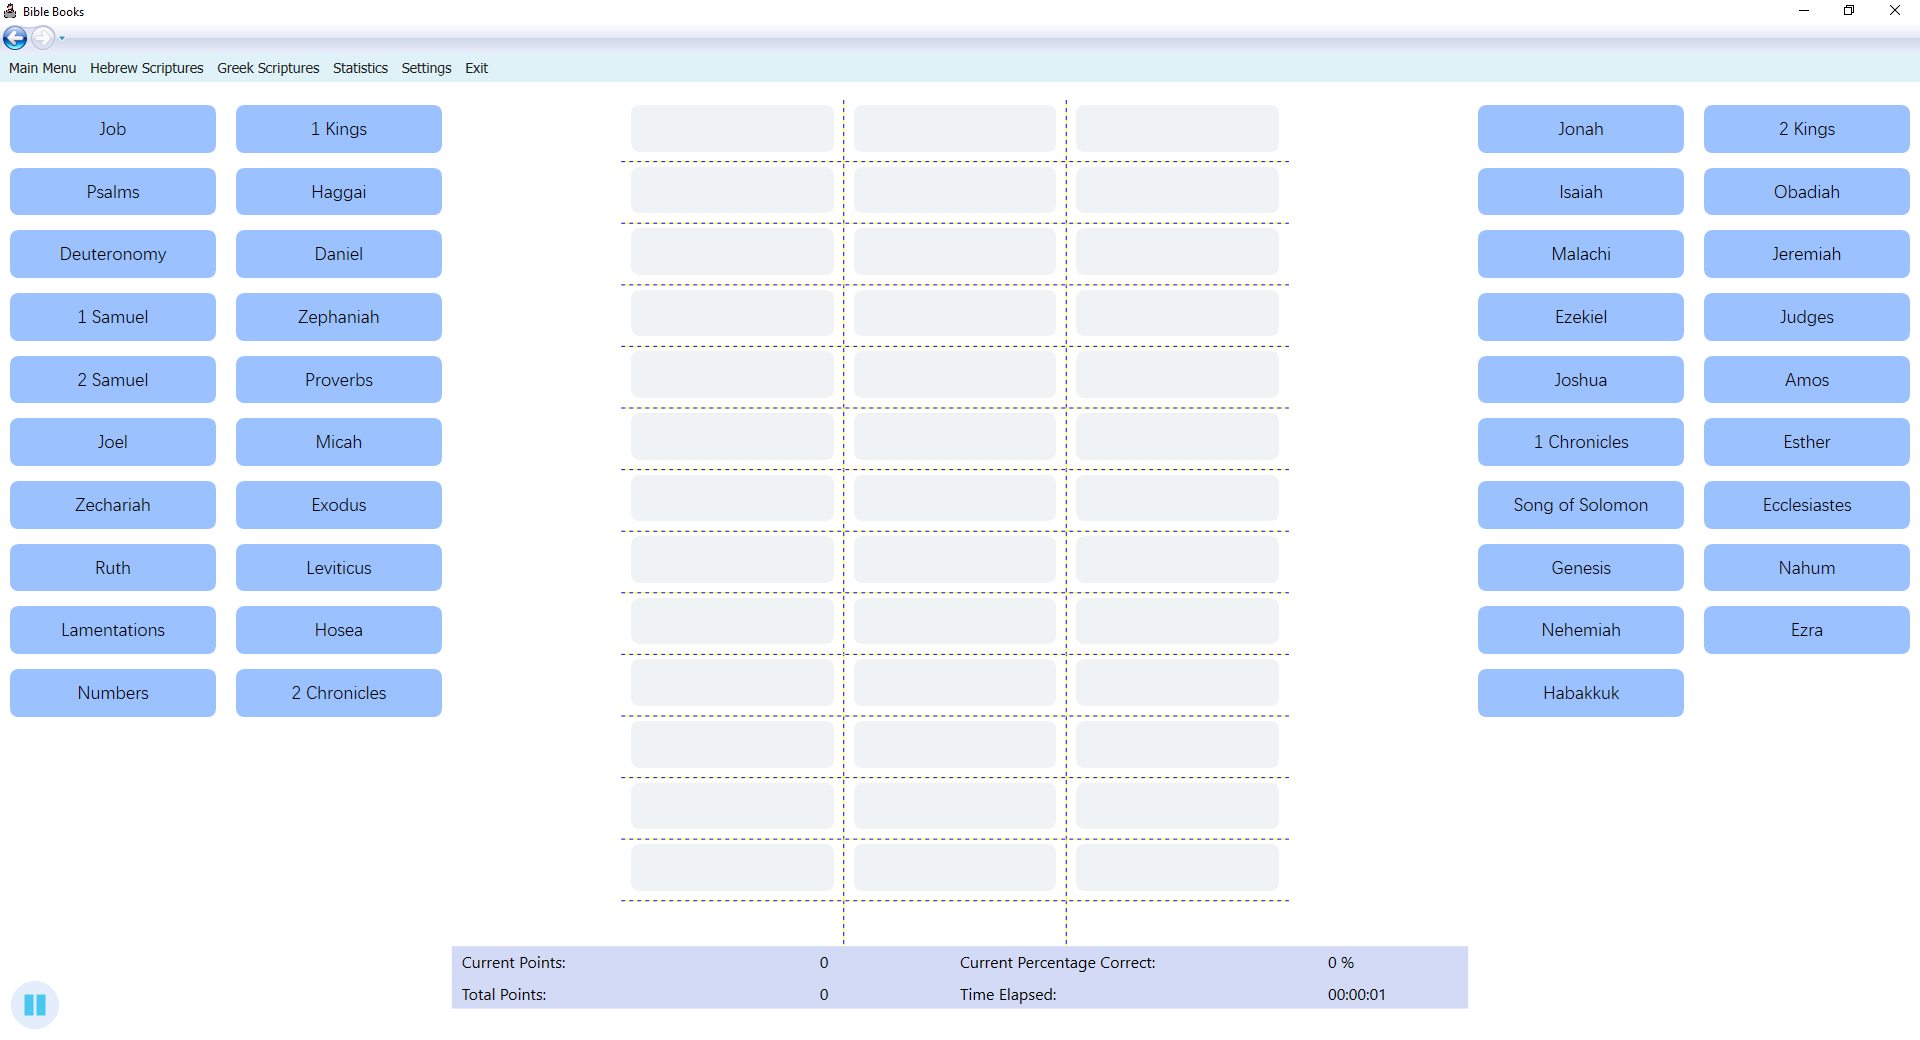 Bible Books
Main Menu Hebrew Scriptures Greek Scriptures Statistics Settings Exit
Job 1 Kings Jonah 2 Kings
Psalms Haggai Isaiah Obadiah
Deuteronomy Daniel Malachi Jeremiah
1 Samuel Zephaniah Ezekiel Judges
2 Samuel Proverbs Joshua Amos
Joel Micah 1 Chronicles Esther
Zechariah Exodus Song of Solomon Ecclesiastes
Ruth Leviticus Genesis Nahum
Lamentations Hosea Nehemiah Ezra
Numbers 2 Chronicles Habakkuk
Current Points: 0 Current Percentage Correct: 0 %
Total Points: 0 Time Elapsed: 00:00:01